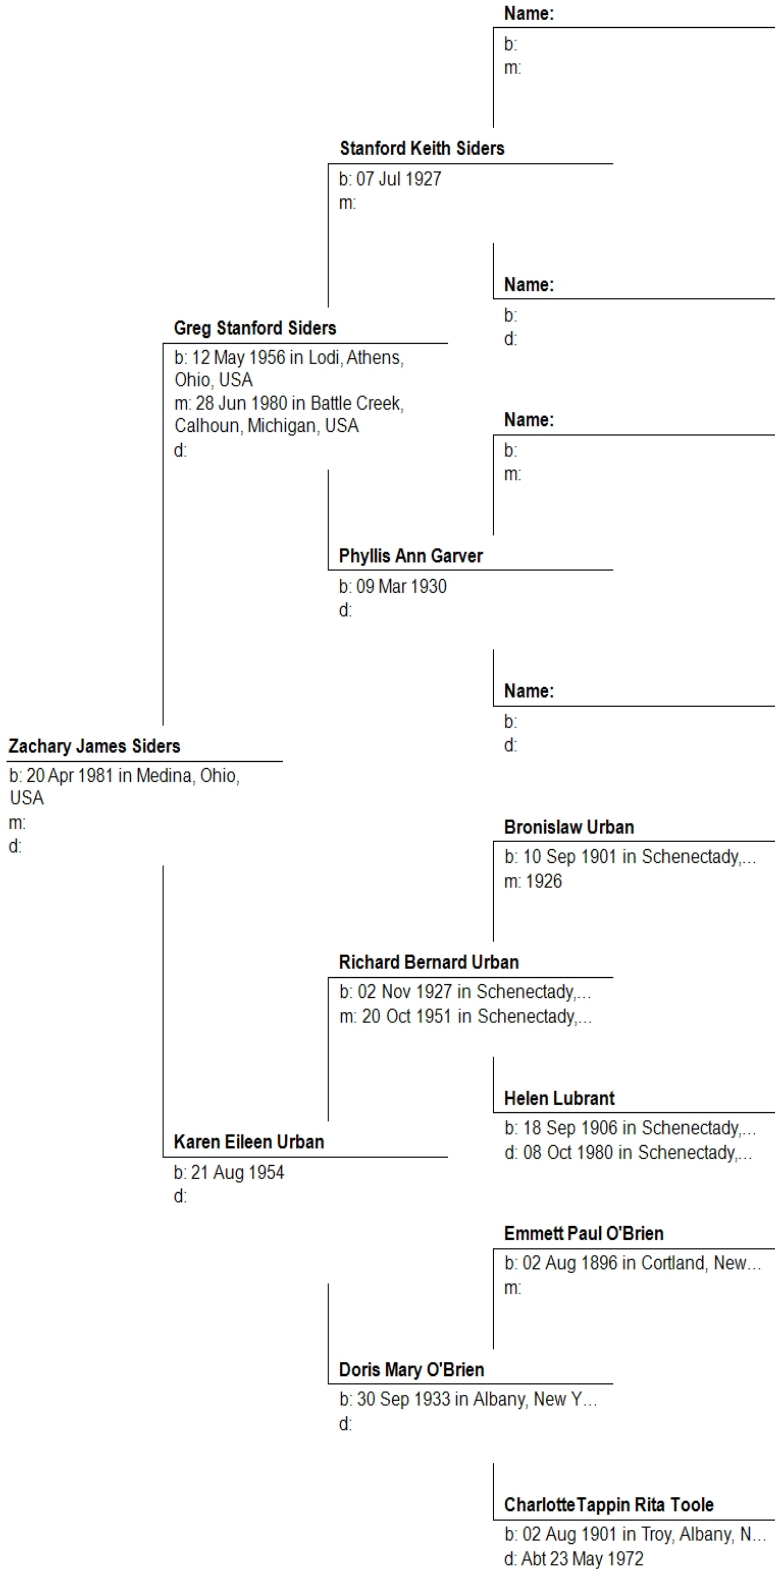 Name:
b:
m:
Stanford Keith Siders
b: 07 Jul 1927
m:
Name:
b:
d:
Greg Stanford Siders
b: 12 May 1956 in Lodi, Athens,
Ohio, USA
m: 28 Jun 1980 in Battle Creek,
Calhoun, Michigan, USA
d:
Name:
b:
m:
Phyllis Ann Garver
b: 09 Mar 1930
d:
Name:
b:
d:
Zachary James Siders
b: 20 Apr 1981 in Medina, Ohio,
USA
m:
d:
Bronislaw Urban
b: 10 Sep 1901 in Schenectady,...
m: 1926
Richard Bernard Urban
b: 02 Nov 1927 in Schenectady,...
m: 20 Oct 1951 in Schenectady,...
Helen Lubrant
b: 18 Sep 1906 in Schenectady,...
d: 08 Oct 1980 in Schenectady,...
Karen Eileen Urban
b: 21 Aug 1954
d:
Emmett Paul O'Brien
b: 02 Aug 1896 in Cortland, New...
m:
Doris Mary O'Brien
b: 30 Sep 1933 in Albany, New Y...
d:
CharlotteTappin Rita Toole
b: 02 Aug 1901 in Troy, Albany, N...
d: Abt 23 May 1972